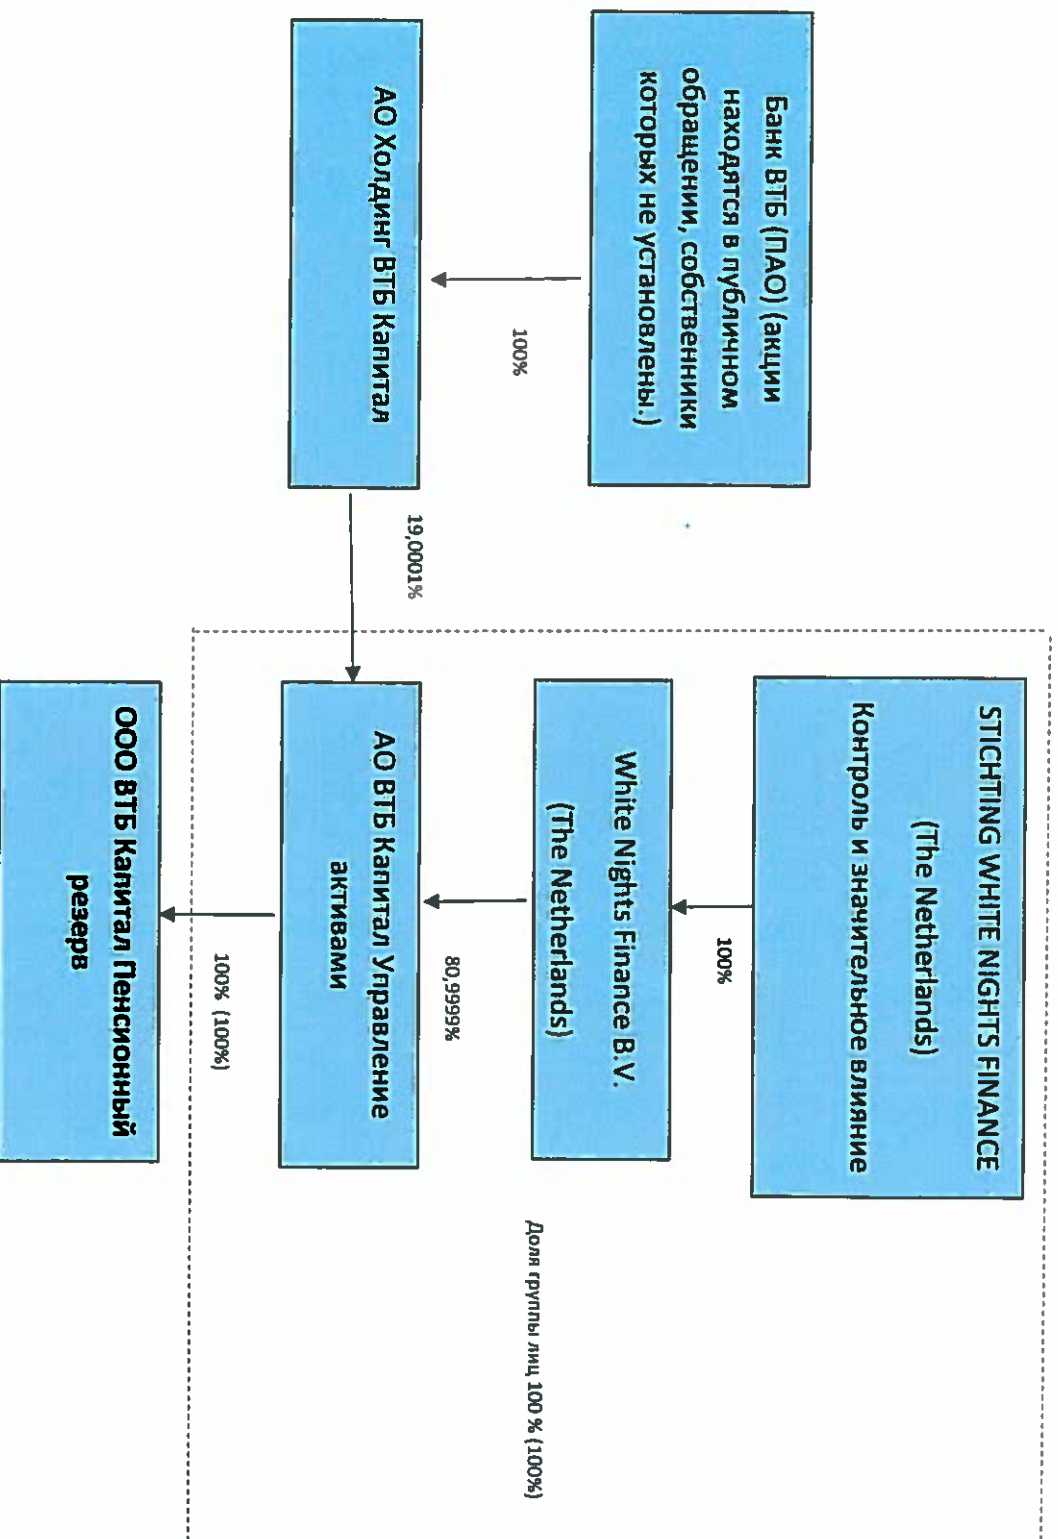 Банк ВТБ (ПАО) (акции
находятся в публичном
обращении, собственники
которых не установлены.)
100%
АО Холдинг ВТБ Капитал
19,0001%
STICHTING WHITE NIGHTS FINANCE
(The Netherlands)
Контроль и значительное влияние
100%
White Nights Finance B.V.
(The Netherlands)
80,9999%
Доля группы лиц 100 % (100%)
АО ВТБ Капитал Управление
активами
100% (100%)
ООО ВТБ Капитал Пенсионный
резерв